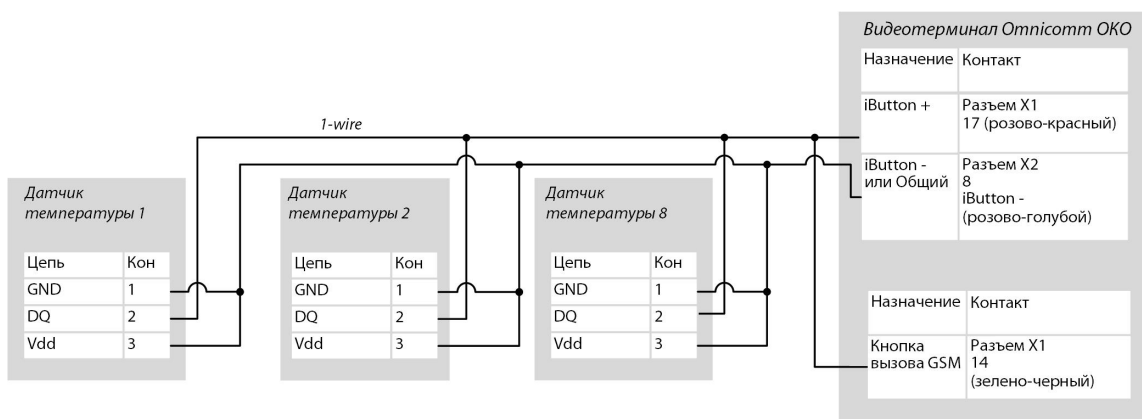 Видеотерминал Omnicomm ОКО
Назначение Контакт
iButton + Разъем X1
17 (розово-красный)
iButton - Разъем X2
или Общий 8
iButton -
(розово-голубой)
1-wire
Датчик
температуры 1
Цепь Кон
GND 1
DQ 2
Vdd 3
Датчик
температуры 2
Цепь Кон
GND 1
DQ 2
Vdd 3
Датчик
температуры 8
Цепь Кон
GND 1
DQ 2
Vdd 3
Назначение Контакт
Кнопка Разъем X1
вызова GSM 14
(зелено-черный)